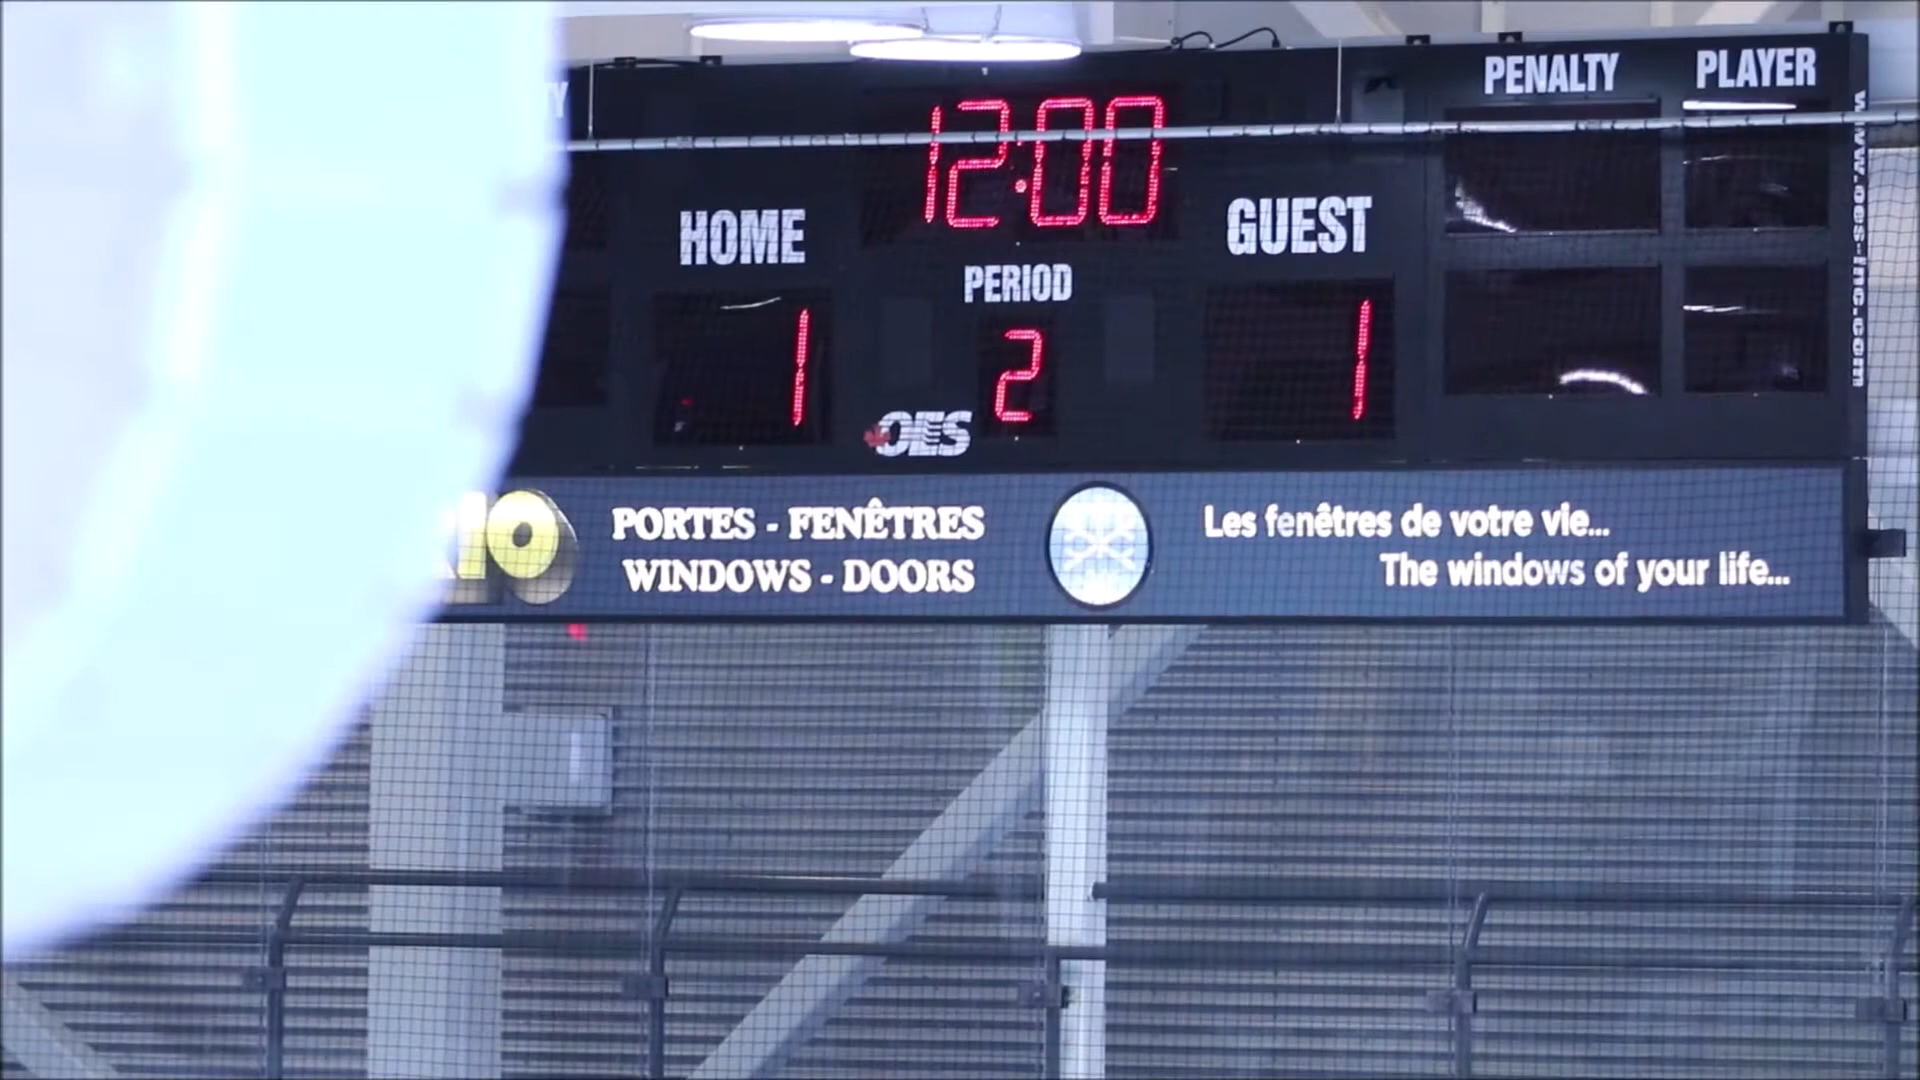 PENALTY PLAYER
12:00
HOME
GUEST
PERIOD
1
2
1
OES
www.oes-inc.com
PORTES - FENÊTRES
WINDOWS - DOORS
Les fenêtres de votre vie...
The windows of your life...